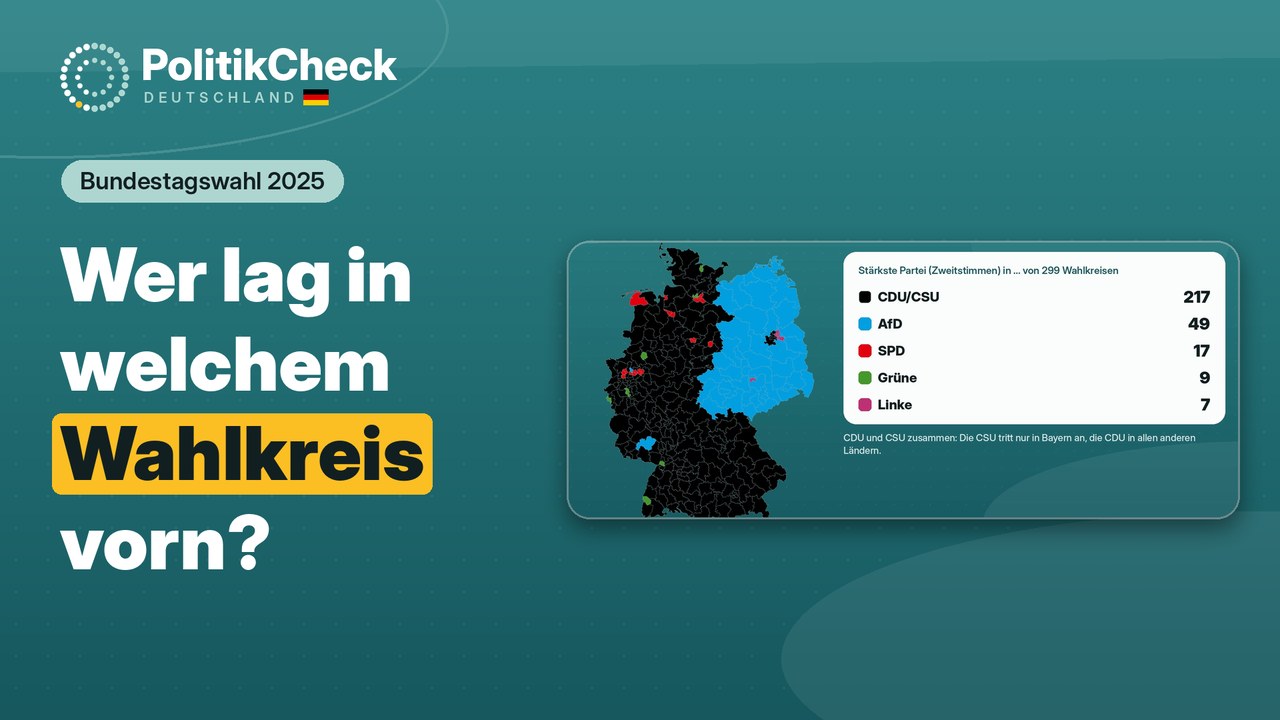 PolitikCheck
DEUTSCHLAND
Bundestagswahl 2025
Wer lag in
welchem
Wahlkreis
vorn?
Stärkste Partei (Zweitstimmen) in ... von 299 Wahlkreisen
CDU/CSU 217
AfD 49
SPD 17
Grüne 9
Linke 7
CDU und CSU zusammen: Die CSU tritt nur in Bayern an, die CDU in allen anderen
Ländern.